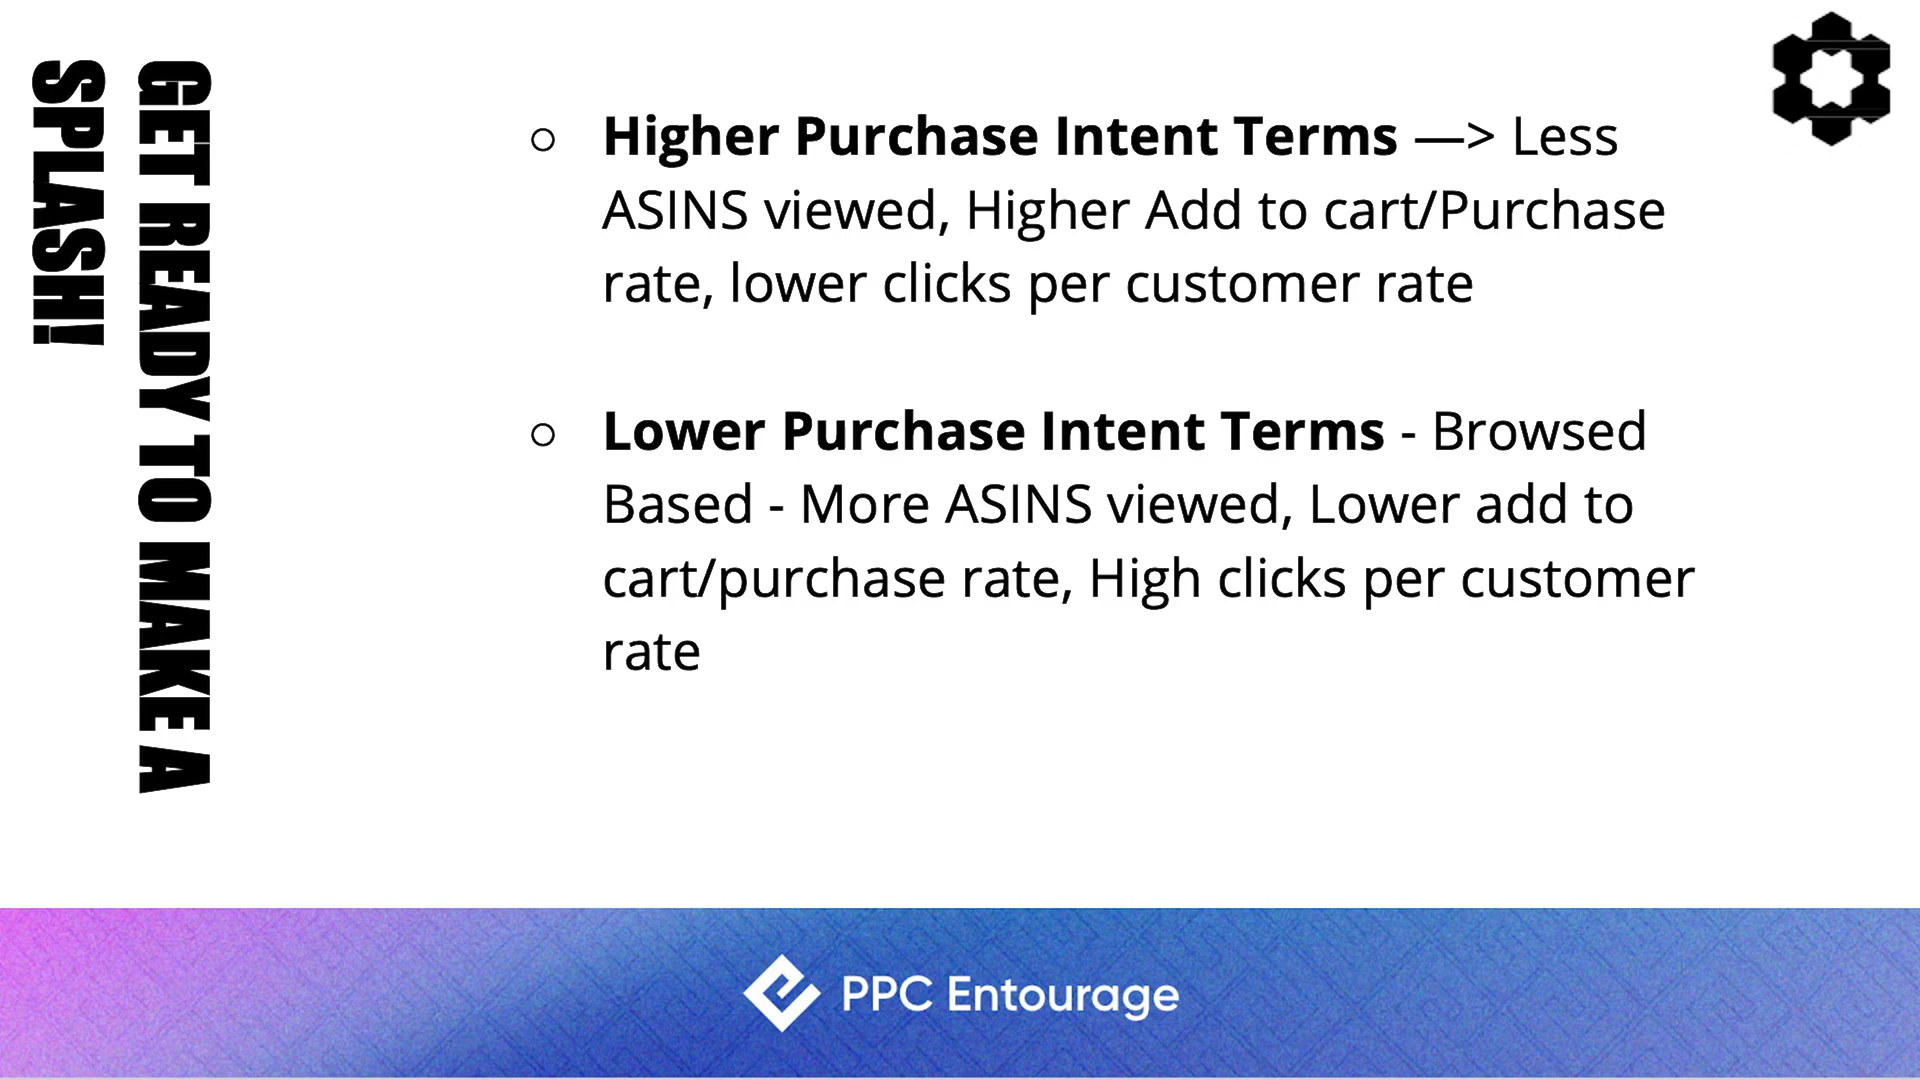 GET READY TO MAKE A
SPLASH!
○ Higher Purchase Intent Terms —> Less
ASINS viewed, Higher Add to cart/Purchase
rate, lower clicks per customer rate
○ Lower Purchase Intent Terms - Browsed
Based - More ASINS viewed, Lower add to
cart/purchase rate, High clicks per customer
rate
PPC Entourage